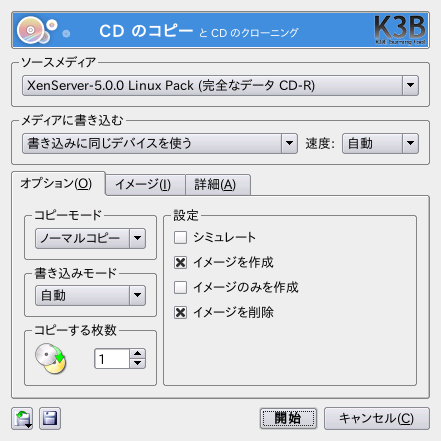 CD のコピー と CD のクローニング
K3B
ソースメディア
XenServer-5.0.0 Linux Pack (完全なデータ CD-R)
メディアに書き込む
書き込みに同じデバイスを使う 速度: 自動
オプション(O) イメージ(I) 詳細(A)
コピーモード
ノーマルコピー
書き込みモード
自動
コピーする枚数
1
設定
シミュレート
イメージを作成
イメージのみを作成
イメージを削除
開始 キャンセル(C)